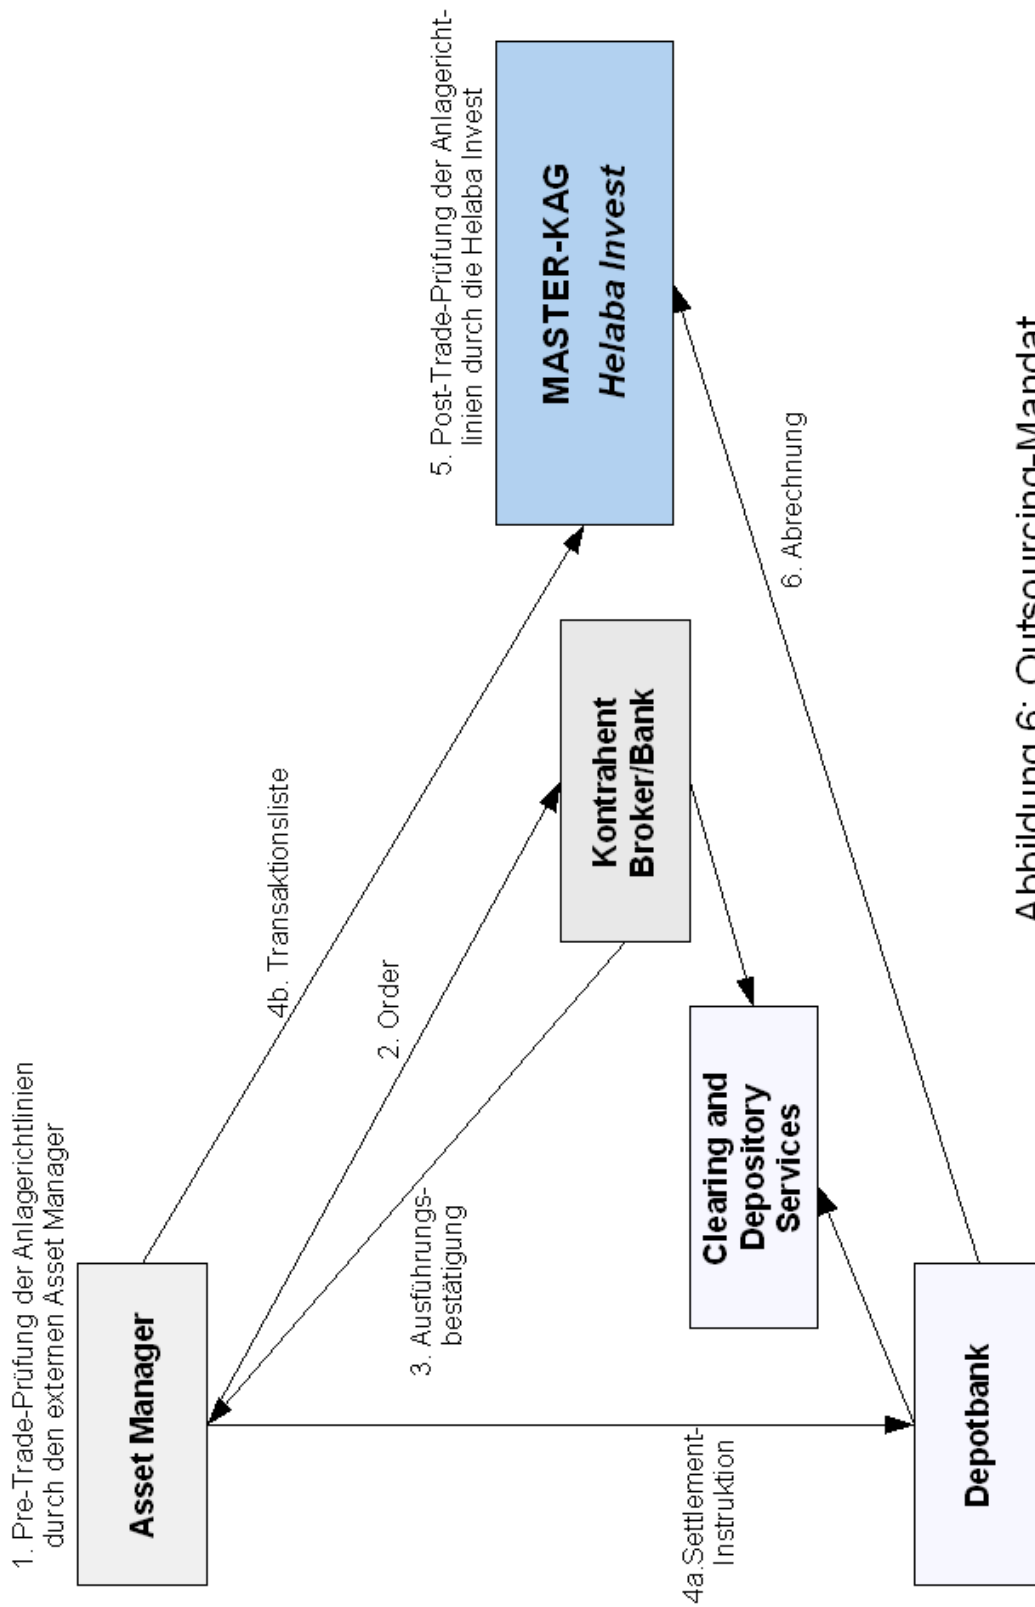 1. Pre-Trade-Prüfung der Anlagerichtlinien
durch den externen Asset Manager
Asset Manager
4b. Transaktionsliste
2. Order
3. Ausführungs-
bestätigung
4a.Settlement-
Instruktion
5. Post-Trade-Prüfung der Anlagericht-
linien durch die Helaba Invest
MASTER-KAG
Helaba Invest
Kontrahent
Broker/Bank
Clearing and
Depository
Services
6. Abrechnung
Depotbank
Abbildung 6: Outsourcing-Mandat